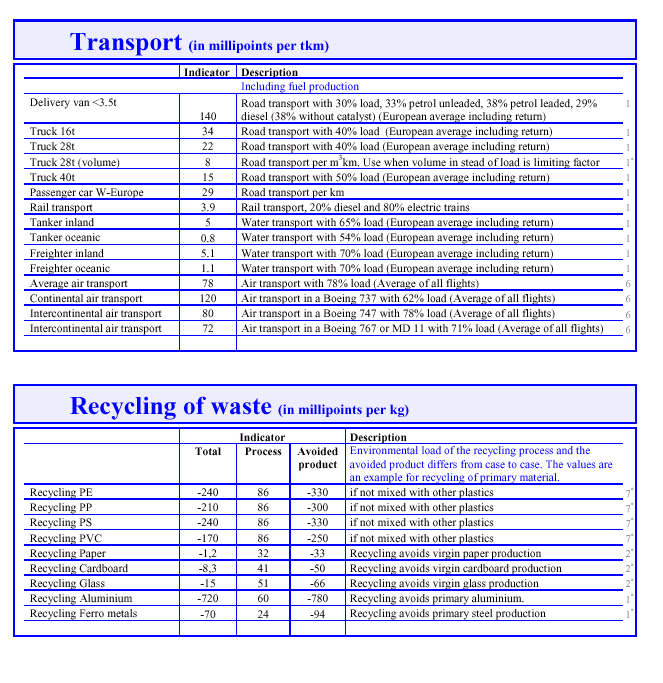 Transport (in millipoints per tkm)
Indicator Description
Including fuel production
Delivery van <3.5t 140 Road transport with 30% load, 33% petrol unleaded, 38% petrol leaded, 29% 1
diesel (38% without catalyst) (European average including return)
Truck 16t 34 Road transport with 40% load (European average including return) 1
Truck 28t 22 Road transport with 40% load (European average including return) 1
Truck 28t (volume) 8 Road transport per m³km. Use when volume in stead of load is limiting factor 1*
Truck 40t 15 Road transport with 50% load (European average including return) 1
Passenger car W-Europe 29 Road transport per km 1
Rail transport 3.9 Rail transport, 20% diesel and 80% electric trains 1
Tanker inland 5 Water transport with 65% load (European average including return) 1
Tanker oceanic 0.8 Water transport with 54% load (European average including return) 1
Freighter inland 5.1 Water transport with 70% load (European average including return) 1
Freighter oceanic 1.1 Water transport with 70% load (European average including return) 1
Average air transport 78 Air transport with 78% load (Average of all flights) 6
Continental air transport 120 Air transport in a Boeing 737 with 62% load (Average of all flights) 6
Intercontinental air transport 80 Air transport in a Boeing 747 with 78% load (Average of all flights) 6
Intercontinental air transport 72 Air transport in a Boeing 767 or MD 11 with 71% load (Average of all flights) 6
Recycling of waste (in millipoints per kg)
Indicator Description
Total Process Avoided product Environmental load of the recycling process and the
avoided product differs from case to case. The values are
an example for recycling of primary material.
Recycling PE -240 86 -330 if not mixed with other plastics 7*
Recycling PP -210 86 -300 if not mixed with other plastics 7*
Recycling PS -240 86 -330 if not mixed with other plastics 7*
Recycling PVC -170 86 -250 if not mixed with other plastics 7*
Recycling Paper -1,2 32 -33 Recycling avoids virgin paper production 2*
Recycling Cardboard -8,3 41 -50 Recycling avoids virgin cardboard production 2*
Recycling Glass -15 51 -66 Recycling avoids virgin glass production 2*
Recycling Aluminium -720 60 -780 Recycling avoids primary aluminium. 1*
Recycling Ferro metals -70 24 -94 Recycling avoids primary steel production 1*